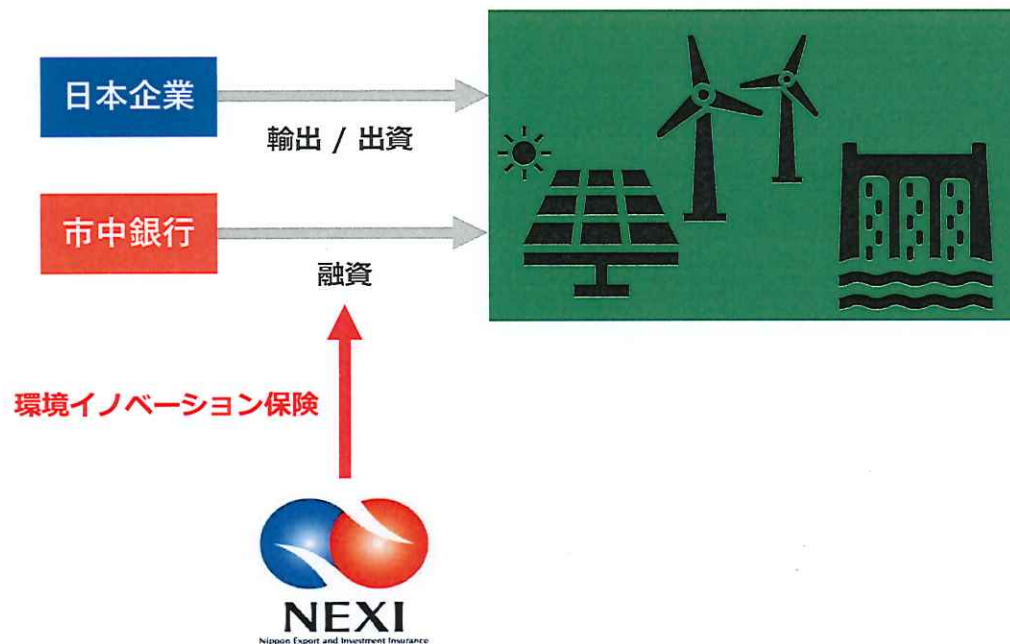 日本企業
輸出 / 出資
市中銀行
融資
環境イノベーション保険
NEXI
Nippon Export and Investment Insurance